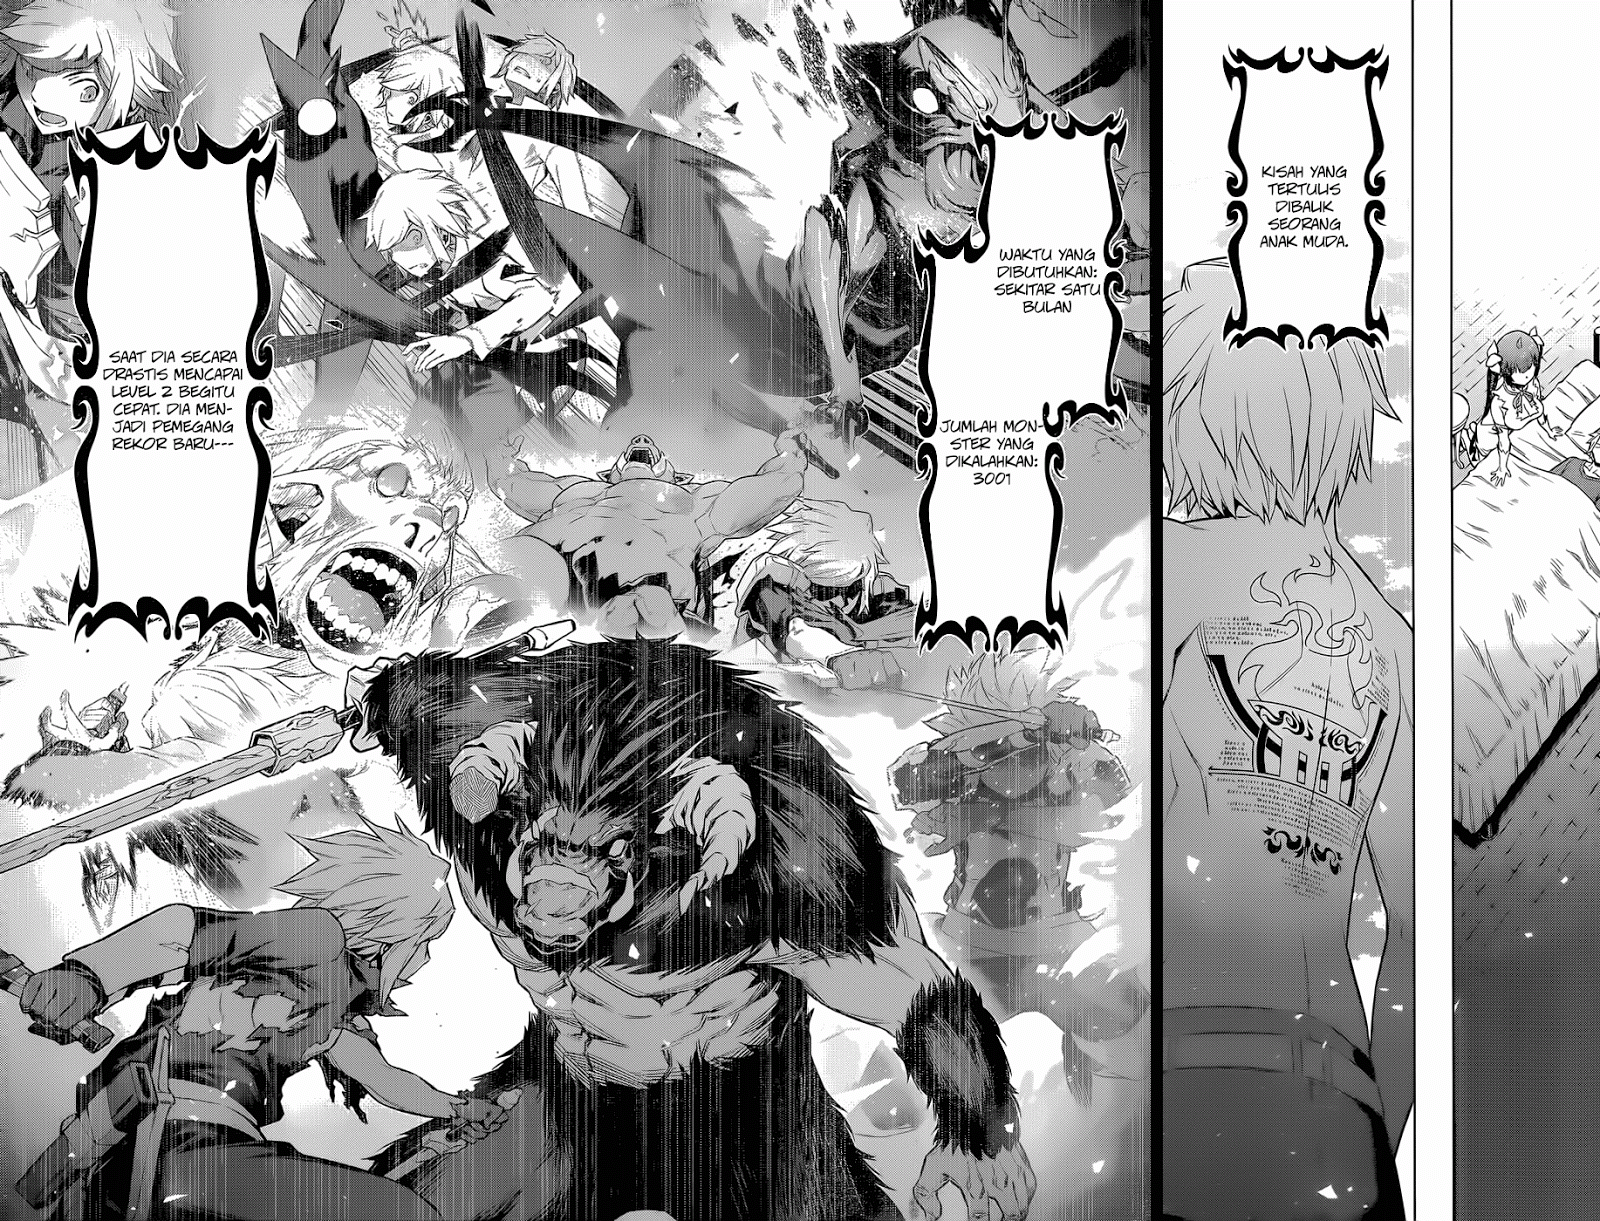 KISAH YANG
TERTULIS
DIBALIK
SEORANG
ANAK MUDA.
WAKTU YANG
DIBUTUHKAN:
SEKITAR SATU
BULAN
JUMLAH MON-
STER YANG
DIKALAHKAN:
3001
SAAT DIA SECARA
DRASTIS MENCAPAI
LEVEL 2 BEGITU
CEPAT. DIA MEN-
JADI PEMEGANG
REKOR BARU---